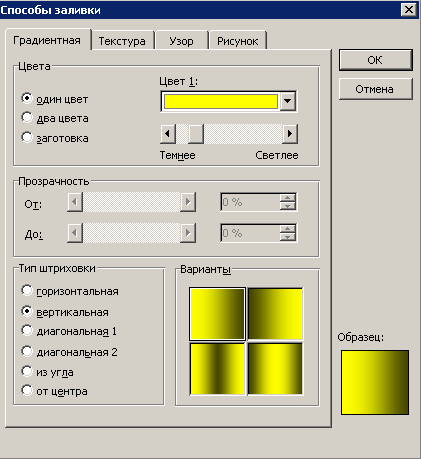 Способы заливки
Градиентная Текстура Узор Рисунок
Цвета
один цвет
два цвета
заготовка
Цвет 1:
Темнее Светлее
Прозрачность
От: 0 %
До: 0 %
Тип штриховки
горизонтальная
вертикальная
диагональная 1
диагональная 2
из угла
от центра
Варианты
ОК
Отмена
Образец: